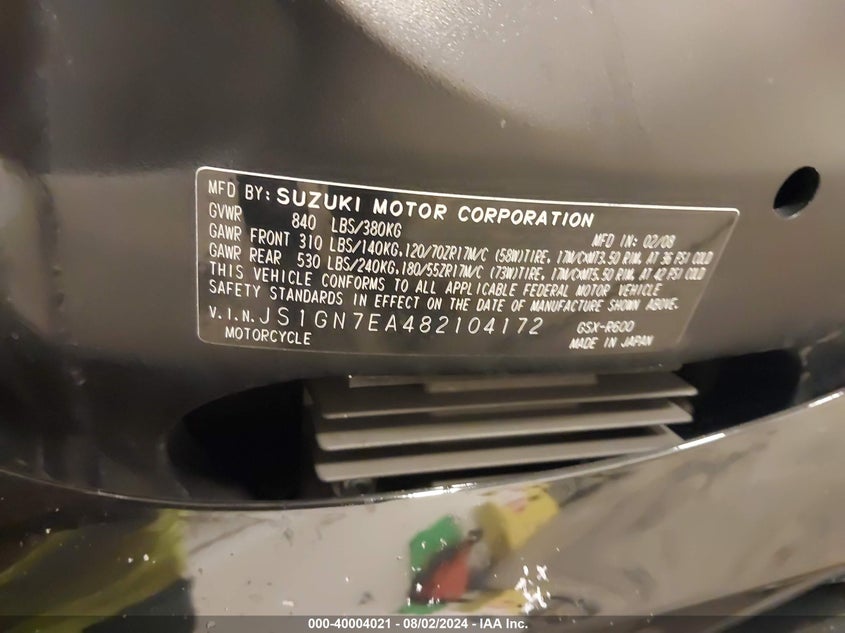 MFD BY: SUZUKI MOTOR CORPORATION
GVWR 840 LBS/380KG MFD IN: 02/08
GAWR FRONT 310 LBS/140KG,120/70ZR17M/C (58W)TIRE, 17M/C×MT3.50 RIM, AT 36 PSI COLD
GAWR REAR 530 LBS/240KG,180/55ZR17M/C (73W)TIRE, 17M/C×MT5.50 RIM, AT 42 PSI COLD
THIS VEHICLE CONFORMS TO ALL APPLICABLE FEDERAL MOTOR VEHICLE
SAFETY STANDARDS IN EFFECT ON THE DATE OF MANUFACTURE SHOWN ABOVE.
V.I.N. JS1GN7EA482104172 GSX-R600
MOTORCYCLE MADE IN JAPAN
000-40004021 - 08/02/2024 - IAA Inc.